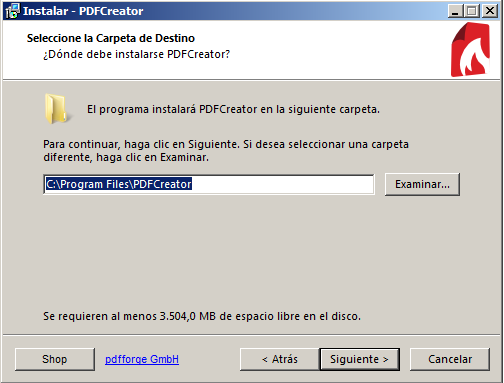 Instalar - PDFCreator
Seleccione la Carpeta de Destino
¿Dónde debe instalarse PDFCreator?
El programa instalará PDFCreator en la siguiente carpeta.
Para continuar, haga clic en Siguiente. Si desea seleccionar una carpeta
diferente, haga clic en Examinar.
C:\Program Files\PDFCreator
Examinar...
Se requieren al menos 3.504,0 MB de espacio libre en el disco.
Shop
pdfforge GmbH
< Atrás
Siguiente >
Cancelar